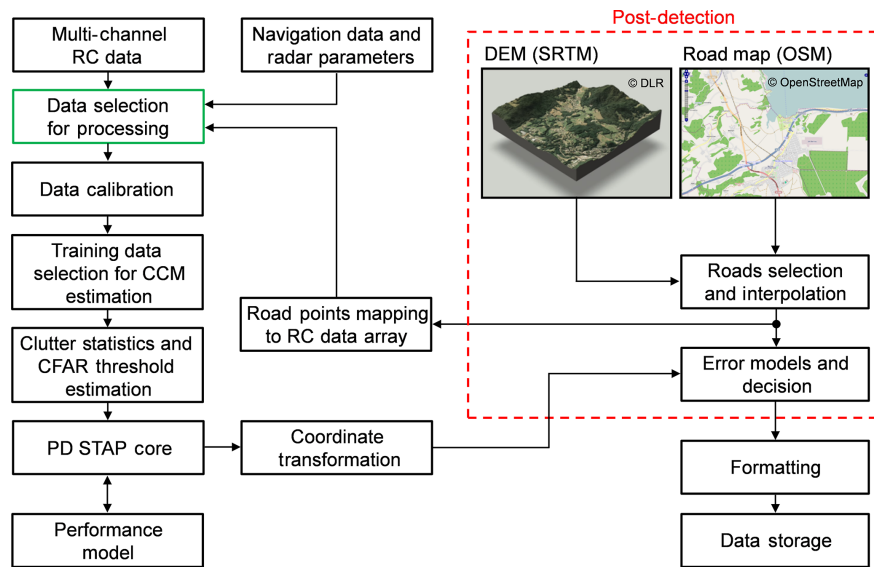 Post-detection
Multi-channel
RC data
Navigation data and
radar parameters
DEM (SRTM)
Road map (OSM)
© DLR
© OpenStreetMap
Data selection
for processing
Data calibration
Training data
selection for CCM
estimation
Roads selection
and interpolation
Road points mapping
to RC data array
Clutter statistics and
CFAR threshold
estimation
Error models and
decision
PD STAP core
Coordinate
transformation
Formatting
Performance
model
Data storage